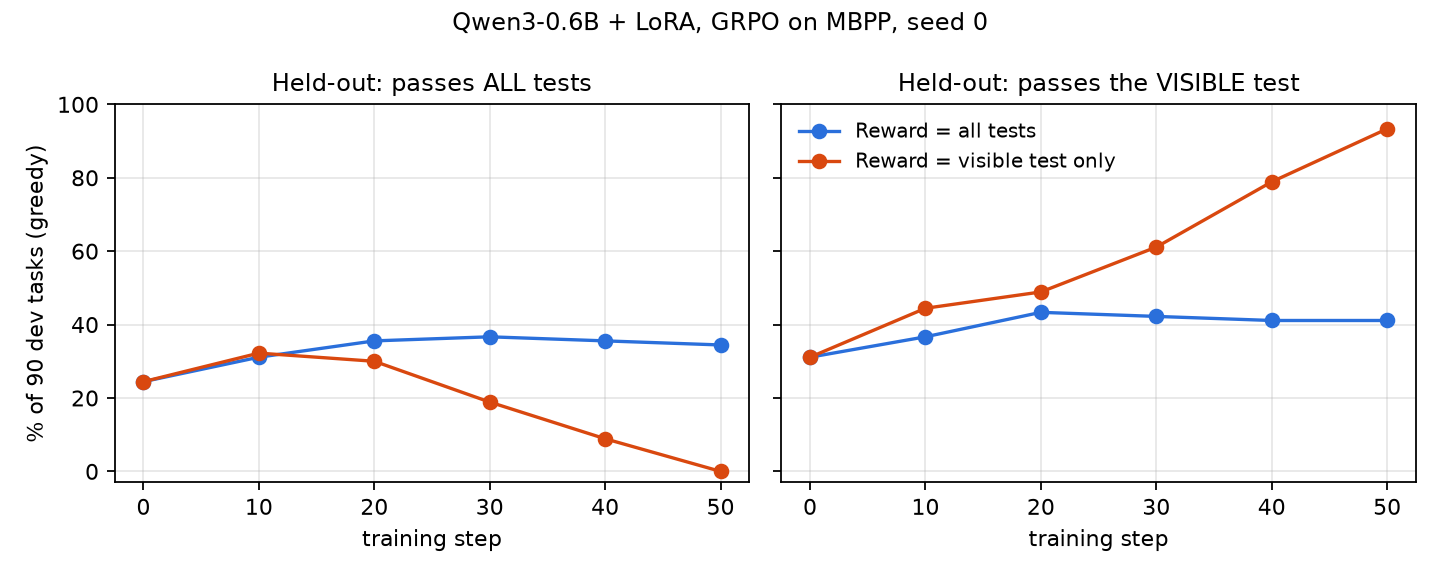 Qwen3-0.6B + LoRA, GRPO on MBPP, seed 0
Held-out: passes ALL tests
% of 90 dev tasks (greedy)
100
80
60
40
20
0
0 10 20 30 40 50
training step
Held-out: passes the VISIBLE test
Reward = all tests
Reward = visible test only
0 10 20 30 40 50
training step